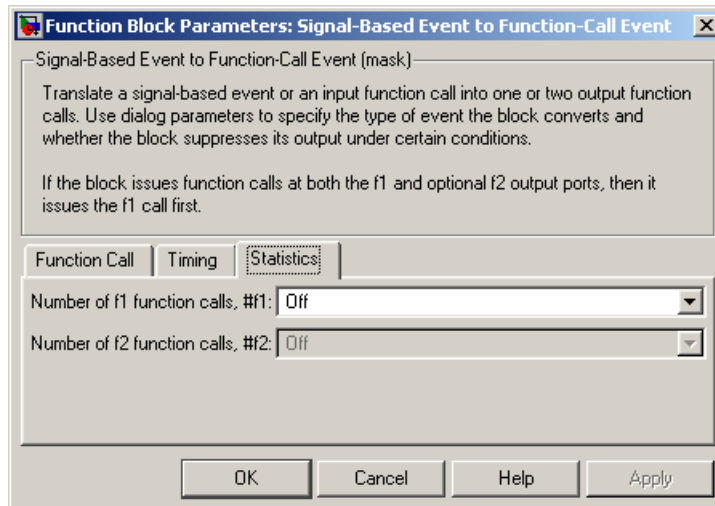 Function Block Parameters: Signal-Based Event to Function-Call Event
Signal-Based Event to Function-Call Event (mask)
Translate a signal-based event or an input function call into one or two output function
calls. Use dialog parameters to specify the type of event the block converts and
whether the block suppresses its output under certain conditions.
If the block issues function calls at both the f1 and optional f2 output ports, then it
issues the f1 call first.
Function Call Timing Statistics
Number of f1 function calls, #f1: Off
Number of f2 function calls, #f2: Off
OK Cancel Help Apply